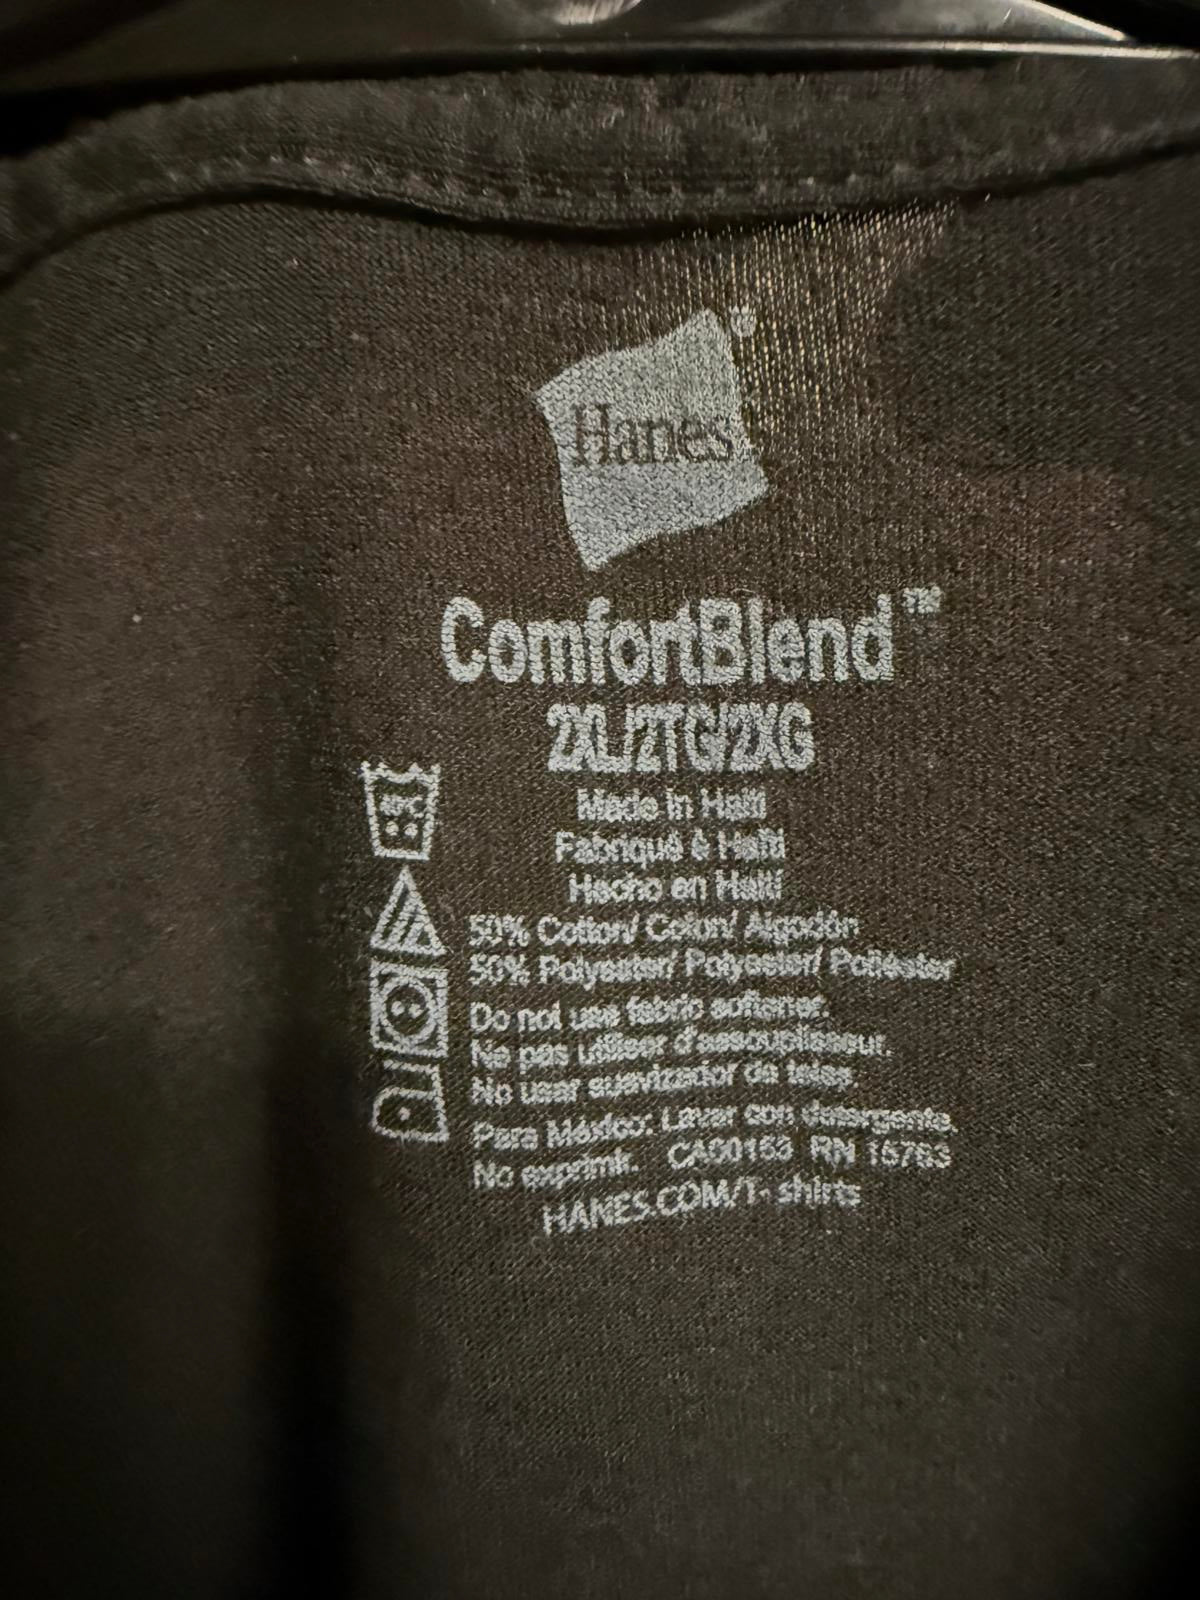 Hanes®
ComfortBlend™
2XL/2TG/2XG
Made in Haiti
Fabriqué à Haïti
Hecho en Haití
50% Cotton/ Coton/ Algodón
50% Polyester/ Polyester/ Poliéster
Do not use fabric softener.
Ne pas utiliser d'assouplisseur.
No usar suavizador de telas.
Para México: Lavar con detergente.
No exprimir. CA00153 RN 15763
HANES.COM/T-shirts